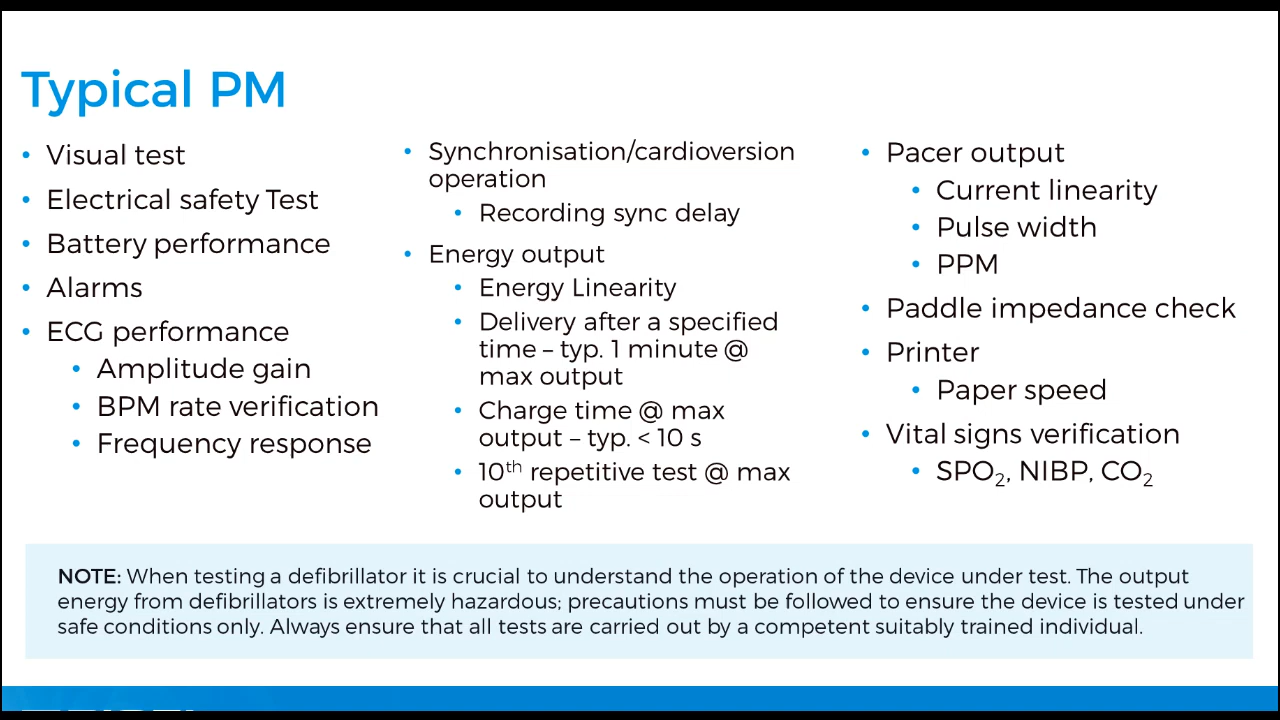 Typical PM
• Visual test
• Electrical safety Test
• Battery performance
• Alarms
• ECG performance
• Amplitude gain
• BPM rate verification
• Frequency response
• Synchronisation/cardioversion
operation
• Recording sync delay
• Energy output
• Energy Linearity
• Delivery after a specified
time – typ. 1 minute @
max output
• Charge time @ max
output – typ. < 10 s
• 10th repetitive test @ max
output
• Pacer output
• Current linearity
• Pulse width
• PPM
• Paddle impedance check
• Printer
• Paper speed
• Vital signs verification
• SPO₂, NIBP, CO₂
NOTE: When testing a defibrillator it is crucial to understand the operation of the device under test. The output
energy from defibrillators is extremely hazardous; precautions must be followed to ensure the device is tested under
safe conditions only. Always ensure that all tests are carried out by a competent suitably trained individual.